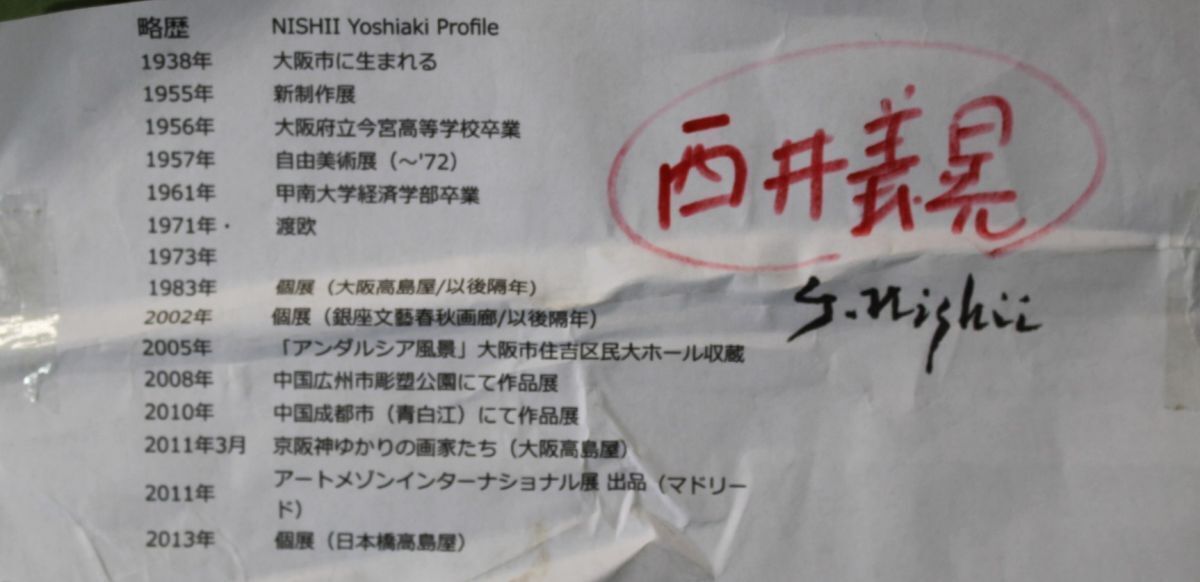 略歴 NISHII Yoshiaki Profile
1938年 大阪市に生まれる
1955年 新制作展
1956年 大阪府立今宮高等学校卒業
1957年 自由美術展（～'72）
1961年 甲南大学経済学部卒業
1971年・ 渡欧
1973年
1983年 個展（大阪高島屋/以後隔年）
2002年 個展（銀座文藝春秋画廊/以後隔年）
2005年 「アンダルシア風景」大阪市住吉区民大ホール収蔵
2008年 中国広州市彫塑公園にて作品展
2010年 中国成都市（青白江）にて作品展
2011年3月 京阪神ゆかりの画家たち（大阪高島屋）
2011年 アートメゾンインターナショナル展 出品（マドリー
ド）
2013年 個展（日本橋高島屋）
西井義晃
Y.Nishii